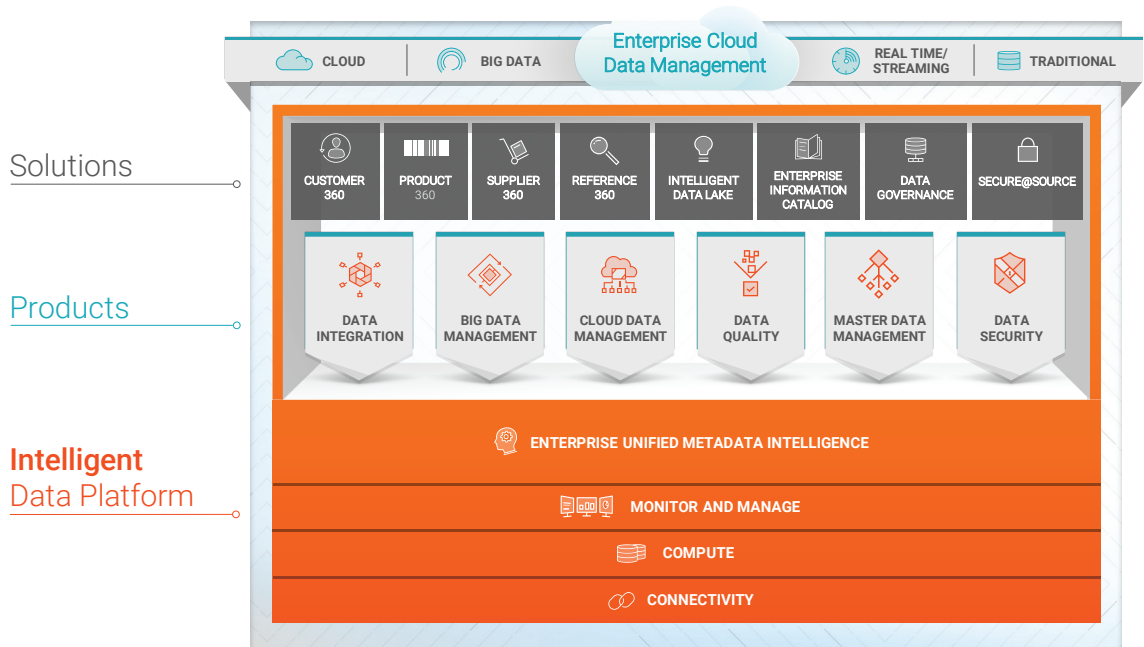 Enterprise Cloud
Data Management
CLOUD
BIG DATA
REAL TIME/
STREAMING
TRADITIONAL
Solutions
CUSTOMER
360
PRODUCT
360
SUPPLIER
360
REFERENCE
360
INTELLIGENT
DATA LAKE
ENTERPRISE
INFORMATION
CATALOG
DATA
GOVERNANCE
SECURE@SOURCE
Products
DATA
INTEGRATION
BIG DATA
MANAGEMENT
CLOUD DATA
MANAGEMENT
DATA
QUALITY
MASTER DATA
MANAGEMENT
DATA
SECURITY
Intelligent
Data Platform
ENTERPRISE UNIFIED METADATA INTELLIGENCE
MONITOR AND MANAGE
COMPUTE
CONNECTIVITY